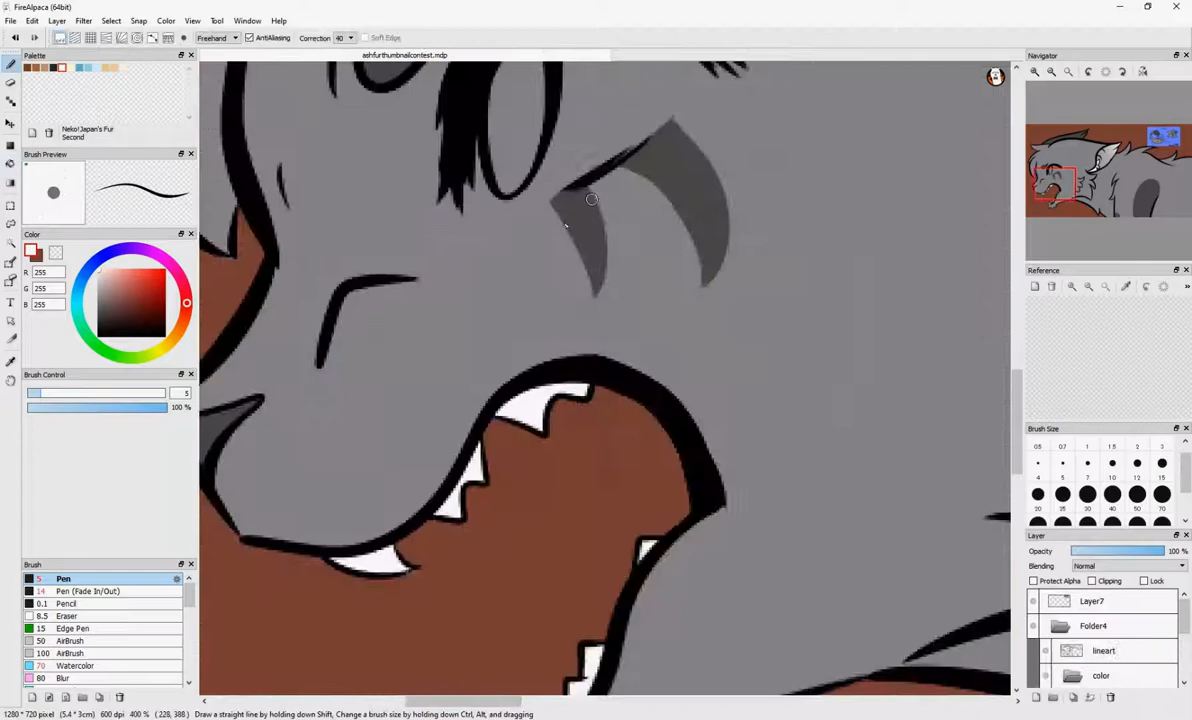 FireAlpaca (64bit)
File Edit Layer Filter Select Snap Color View Tool Window Help
Freehand AntiAliasing Correction 40 Soft Edge
ashfurthumbnailcontest.mdp
Palette
Neko!Japan's Fur
Second
Brush Preview
Color
R 255
G 255
B 255
Brush Control
5
100 %
Brush
5 Pen
14 Pen (Fade In/Out)
0.1 Pencil
8.5 Eraser
15 Edge Pen
50 AirBrush
100 AirBrush
70 Watercolor
80 Blur
Navigator
Reference
Brush Size
05 07 1 15 2 3
4 5 7 10 12 15
20 25 30 40 50 70
Layer
Opacity 100 %
Blending Normal
Protect Alpha Clipping Lock
Layer7
Folder4
lineart
color
1280 * 720 pixel (5.4 * 3cm) 600 dpi 400 % ( 228, 388 ) Draw a straight line by holding down Shift, Change a brush size by holding down Ctrl, Alt, and dragging